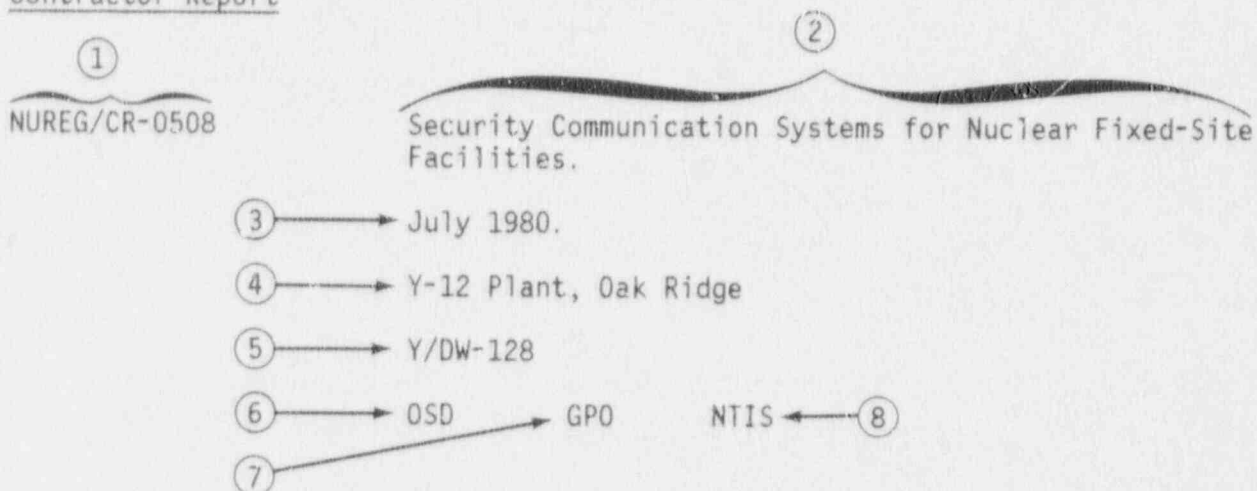 Contractor Report
①
②
NUREG/CR-0508
Security Communication Systems for Nuclear Fixed-Site
Facilities.
③ July 1980.
④ Y-12 Plant, Oak Ridge
⑤ Y/DW-128
⑥ OSD GPO NTIS ⑧
⑦